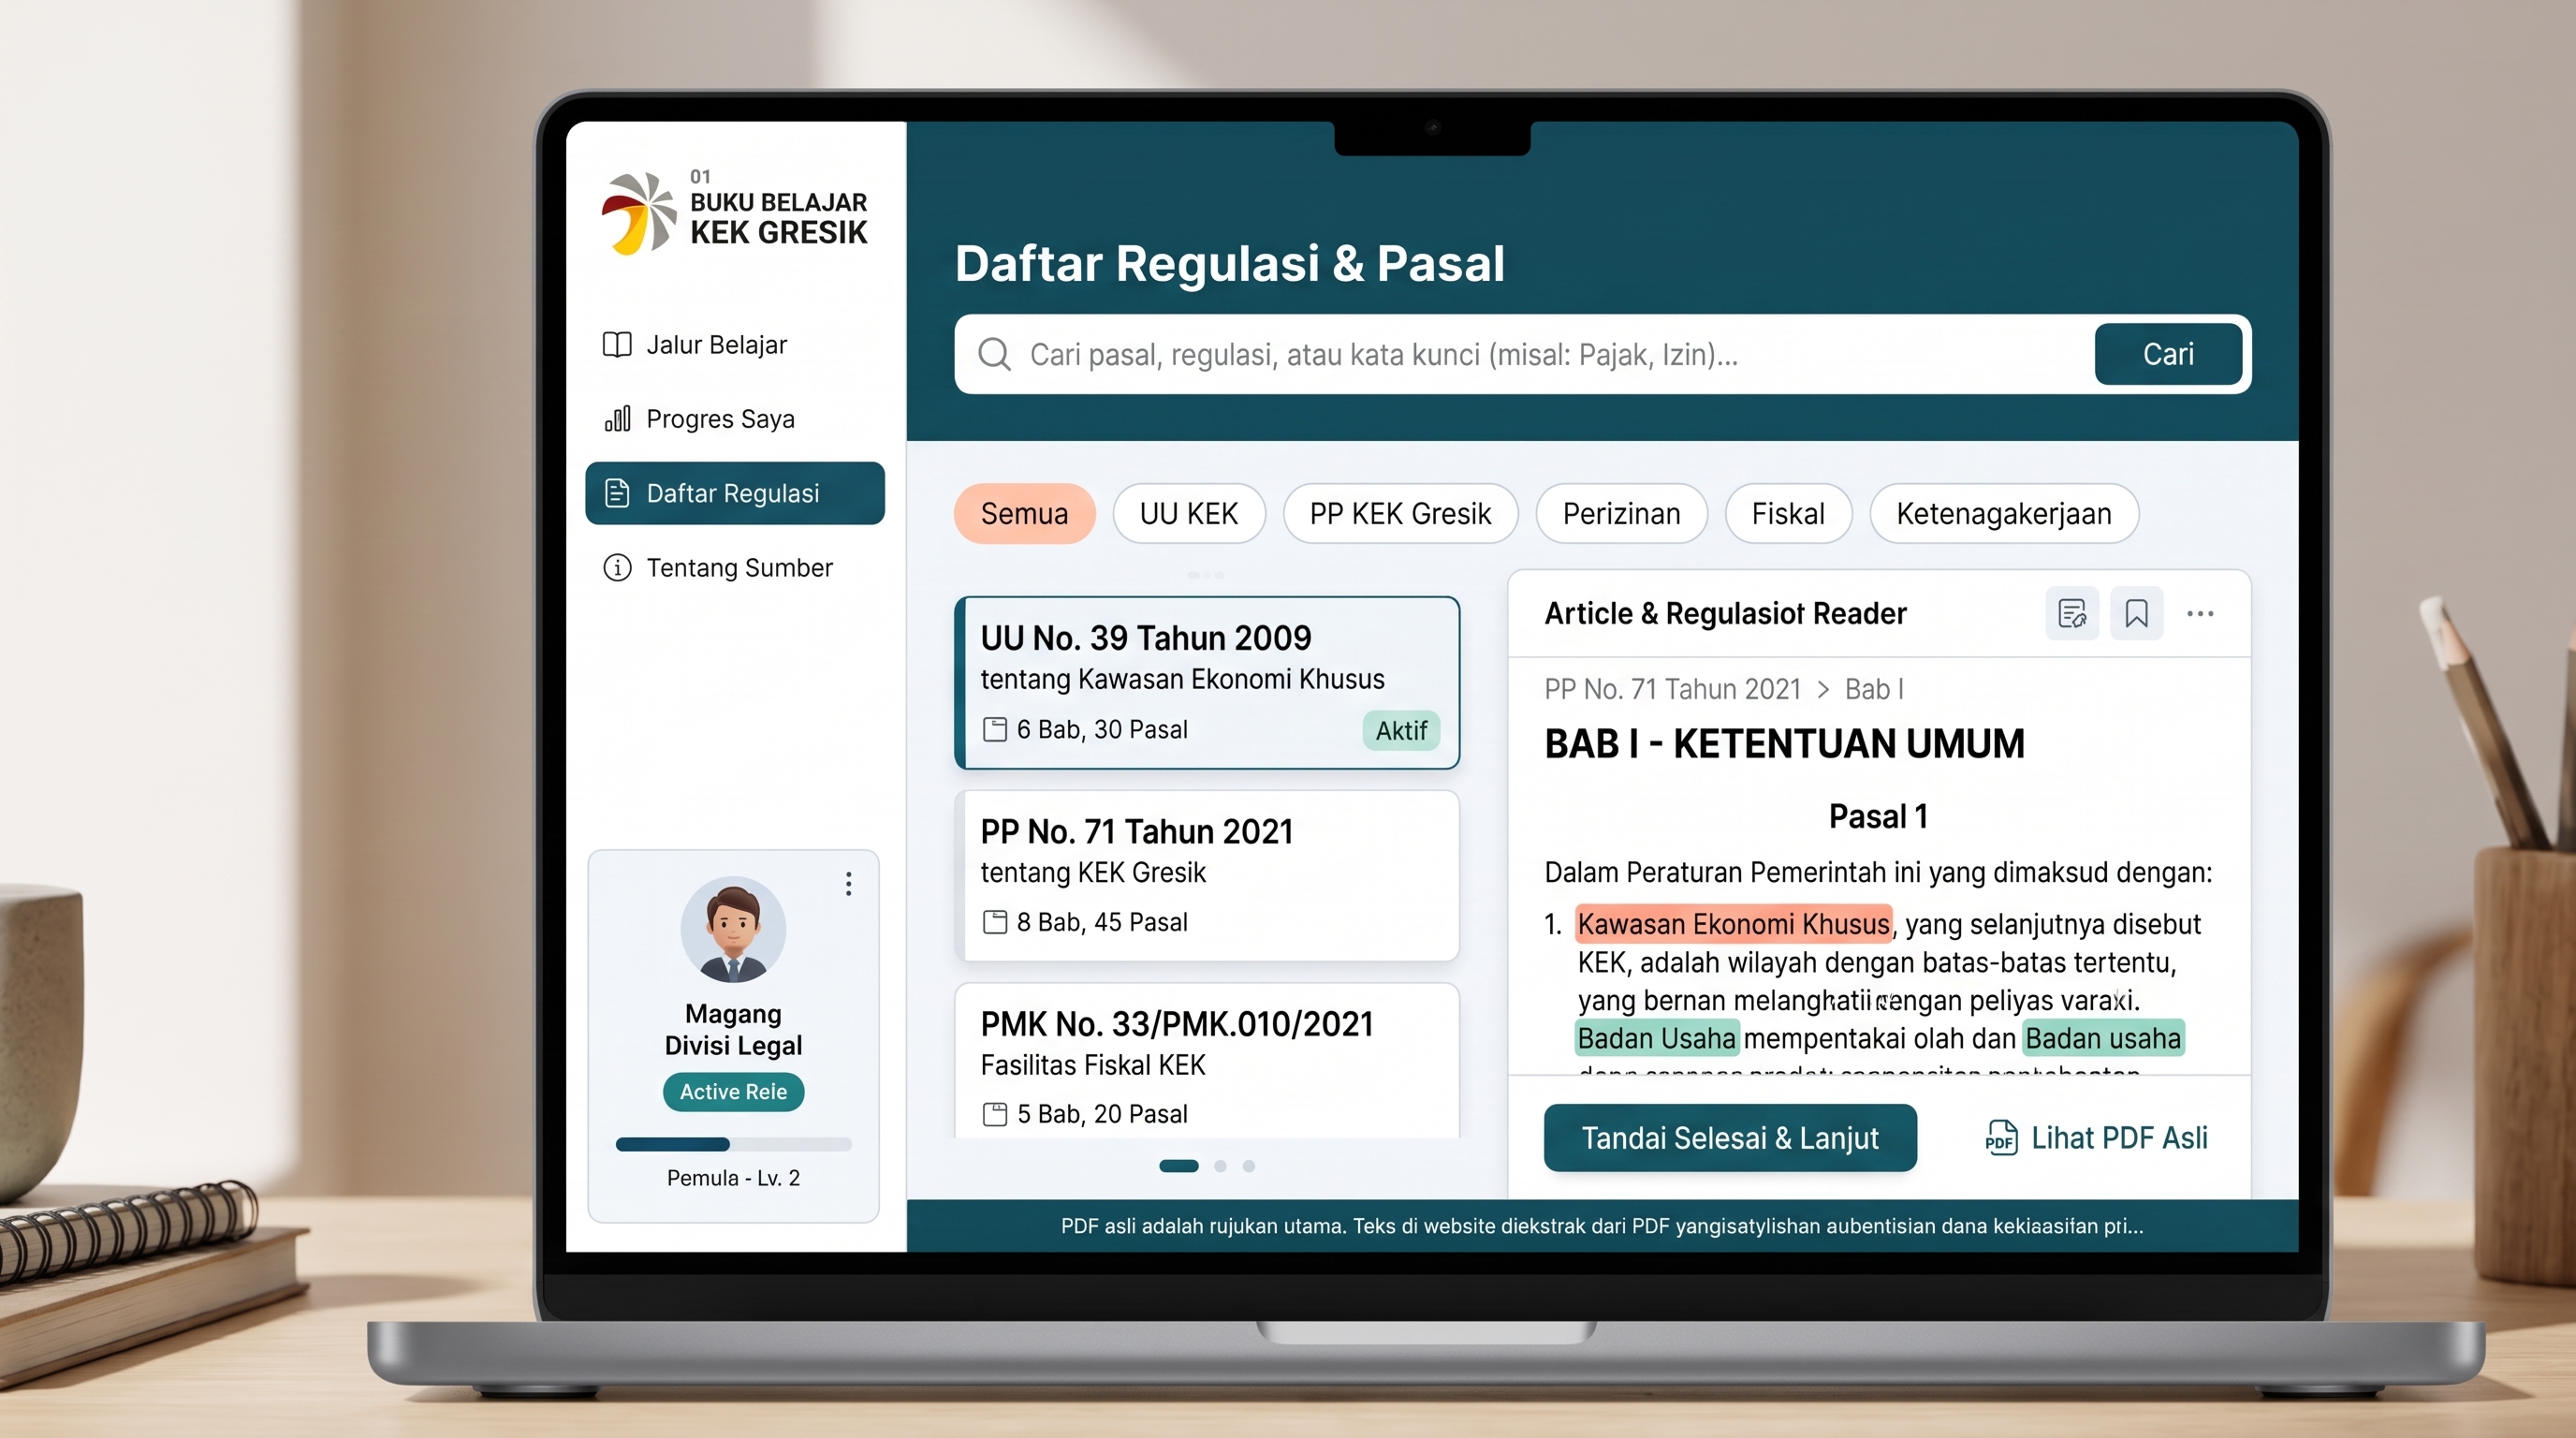 01
BUKU BELAJAR
KEK GRESIK
Jalur Belajar
Progres Saya
Daftar Regulasi
Tentang Sumber
Magang
Divisi Legal
Active Reie
Pemula - Lv. 2
Daftar Regulasi & Pasal
Cari pasal, regulasi, atau kata kunci (misal: Pajak, Izin)...
Cari
Semua
UU KEK
PP KEK Gresik
Perizinan
Fiskal
Ketenagakerjaan
UU No. 39 Tahun 2009
tentang Kawasan Ekonomi Khusus
6 Bab, 30 Pasal
Aktif
PP No. 71 Tahun 2021
tentang KEK Gresik
8 Bab, 45 Pasal
PMK No. 33/PMK.010/2021
Fasilitas Fiskal KEK
5 Bab, 20 Pasal
Article & Regulasiot Reader
PP No. 71 Tahun 2021 > Bab I
BAB I - KETENTUAN UMUM
Pasal 1
Dalam Peraturan Pemerintah ini yang dimaksud dengan:
1. Kawasan Ekonomi Khusus, yang selanjutnya disebut
KEK, adalah wilayah dengan batas-batas tertentu,
yang bernan peliyas
Badan Usaha mempentakai olah dan Badan usaha
Tandai Selesai & Lanjut
PDF
Lihat PDF Asli
PDF asli adalah rujukan utama. Teks di website diekstrak dari PDF yangisatylishan aubentisian dana kekiaasifan pri...